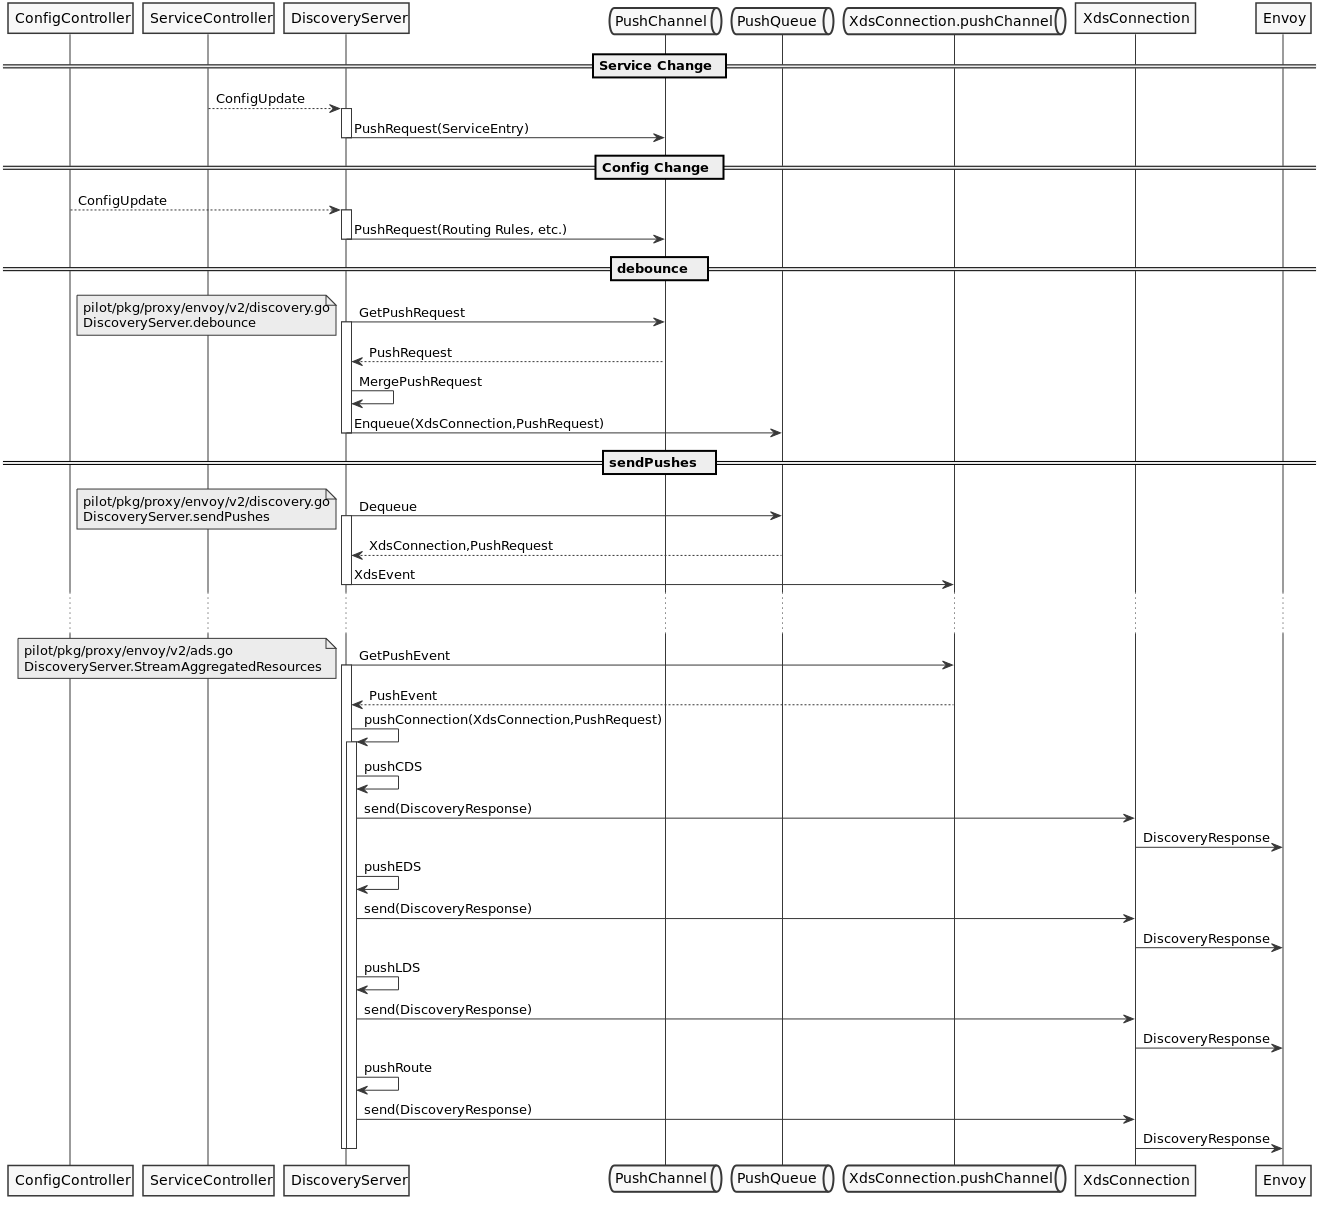 ConfigController
ServiceController
DiscoveryServer
PushChannel
PushQueue
XdsConnection.pushChannel
XdsConnection
Envoy
Service Change
ConfigUpdate
PushRequest(ServiceEntry)
Config Change
ConfigUpdate
PushRequest(Routing Rules, etc.)
debounce
pilot/pkg/proxy/envoy/v2/discovery.go
DiscoveryServer.debounce
GetPushRequest
PushRequest
MergePushRequest
Enqueue(XdsConnection,PushRequest)
sendPushes
pilot/pkg/proxy/envoy/v2/discovery.go
DiscoveryServer.sendPushes
Dequeue
XdsConnection,PushRequest
XdsEvent
pilot/pkg/proxy/envoy/v2/ads.go
DiscoveryServer.StreamAggregatedResources
GetPushEvent
PushEvent
pushConnection(XdsConnection,PushRequest)
pushCDS
send(DiscoveryResponse)
DiscoveryResponse
pushEDS
send(DiscoveryResponse)
DiscoveryResponse
pushLDS
send(DiscoveryResponse)
DiscoveryResponse
pushRoute
send(DiscoveryResponse)
DiscoveryResponse
ConfigController
ServiceController
DiscoveryServer
PushChannel
PushQueue
XdsConnection.pushChannel
XdsConnection
Envoy